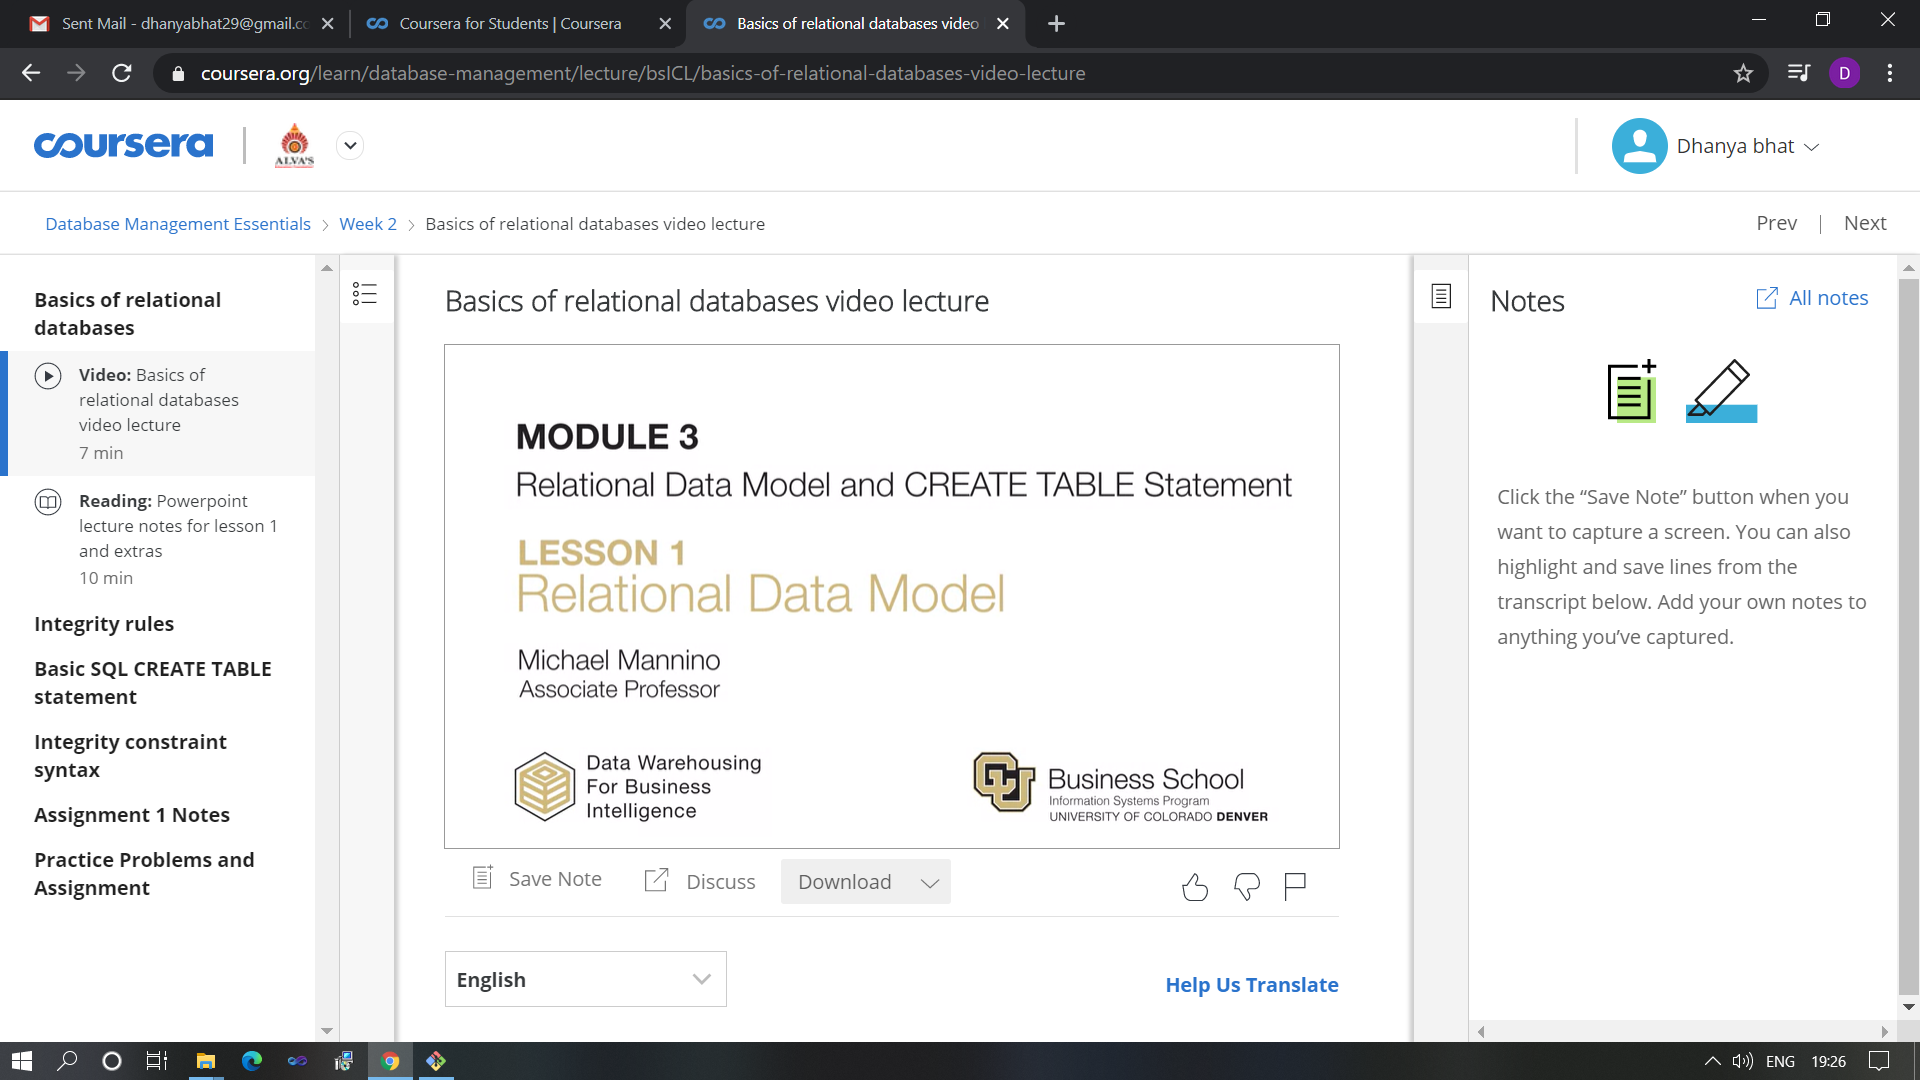 Sent Mail - dhanyabhat29@gmail.co
Coursera for Students | Coursera
Basics of relational databases video
coursera.org/learn/database-management/lecture/bsICL/basics-of-relational-databases-video-lecture
D
coursera
ALVA'S
Dhanya bhat
Database Management Essentials
Week 2
Basics of relational databases video lecture
Prev
Next
Basics of relational
databases
Video: Basics of
relational databases
video lecture
7 min
Reading: Powerpoint
lecture notes for lesson 1
and extras
10 min
Integrity rules
Basic SQL CREATE TABLE
statement
Integrity constraint
syntax
Assignment 1 Notes
Practice Problems and
Assignment
Basics of relational databases video lecture
MODULE 3
Relational Data Model and CREATE TABLE Statement
LESSON 1
Relational Data Model
Michael Mannino
Associate Professor
Data Warehousing
For Business
Intelligence
CU
Business School
Information Systems Program
UNIVERSITY OF COLORADO DENVER
Save Note
Discuss
Download
English
Help Us Translate
Notes
All notes
Click the “Save Note” button when you
want to capture a screen. You can also
highlight and save lines from the
transcript below. Add your own notes to
anything you’ve captured.
ENG
19:26